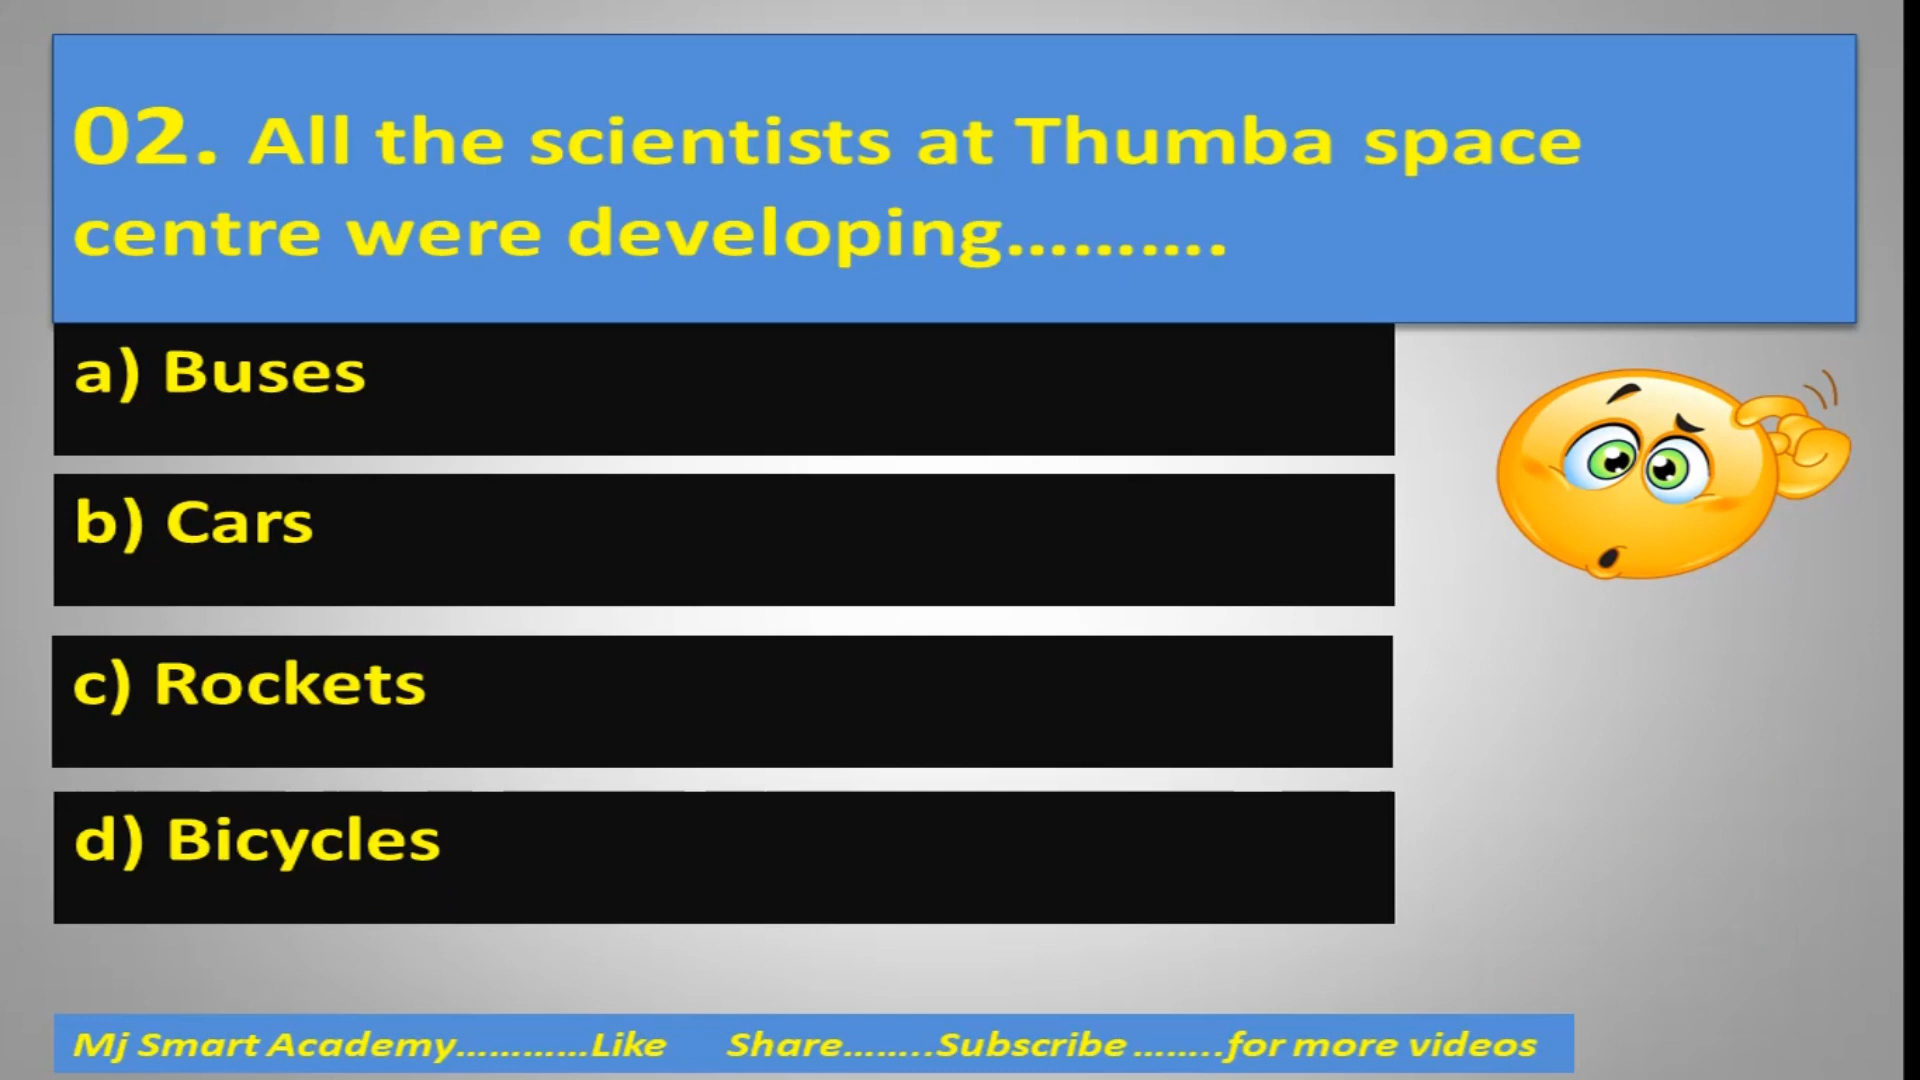 02. All the scientists at Thumba space
centre were developing..........
a) Buses
b) Cars
c) Rockets
d) Bicycles
Mj Smart Academy............Like Share........Subscribe ........for more videos